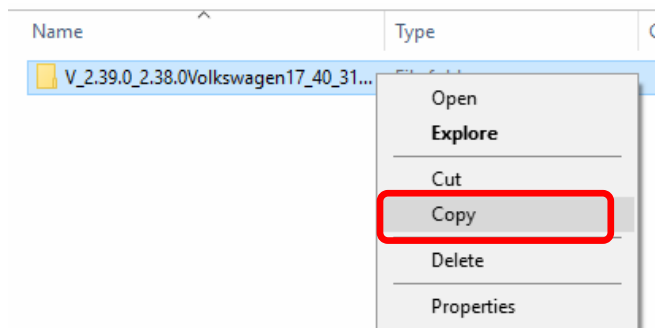 Name Type
V_2.39.0_2.38.0Volkswagen17_40_31...
Open
Explore
Cut
Copy
Delete
Properties